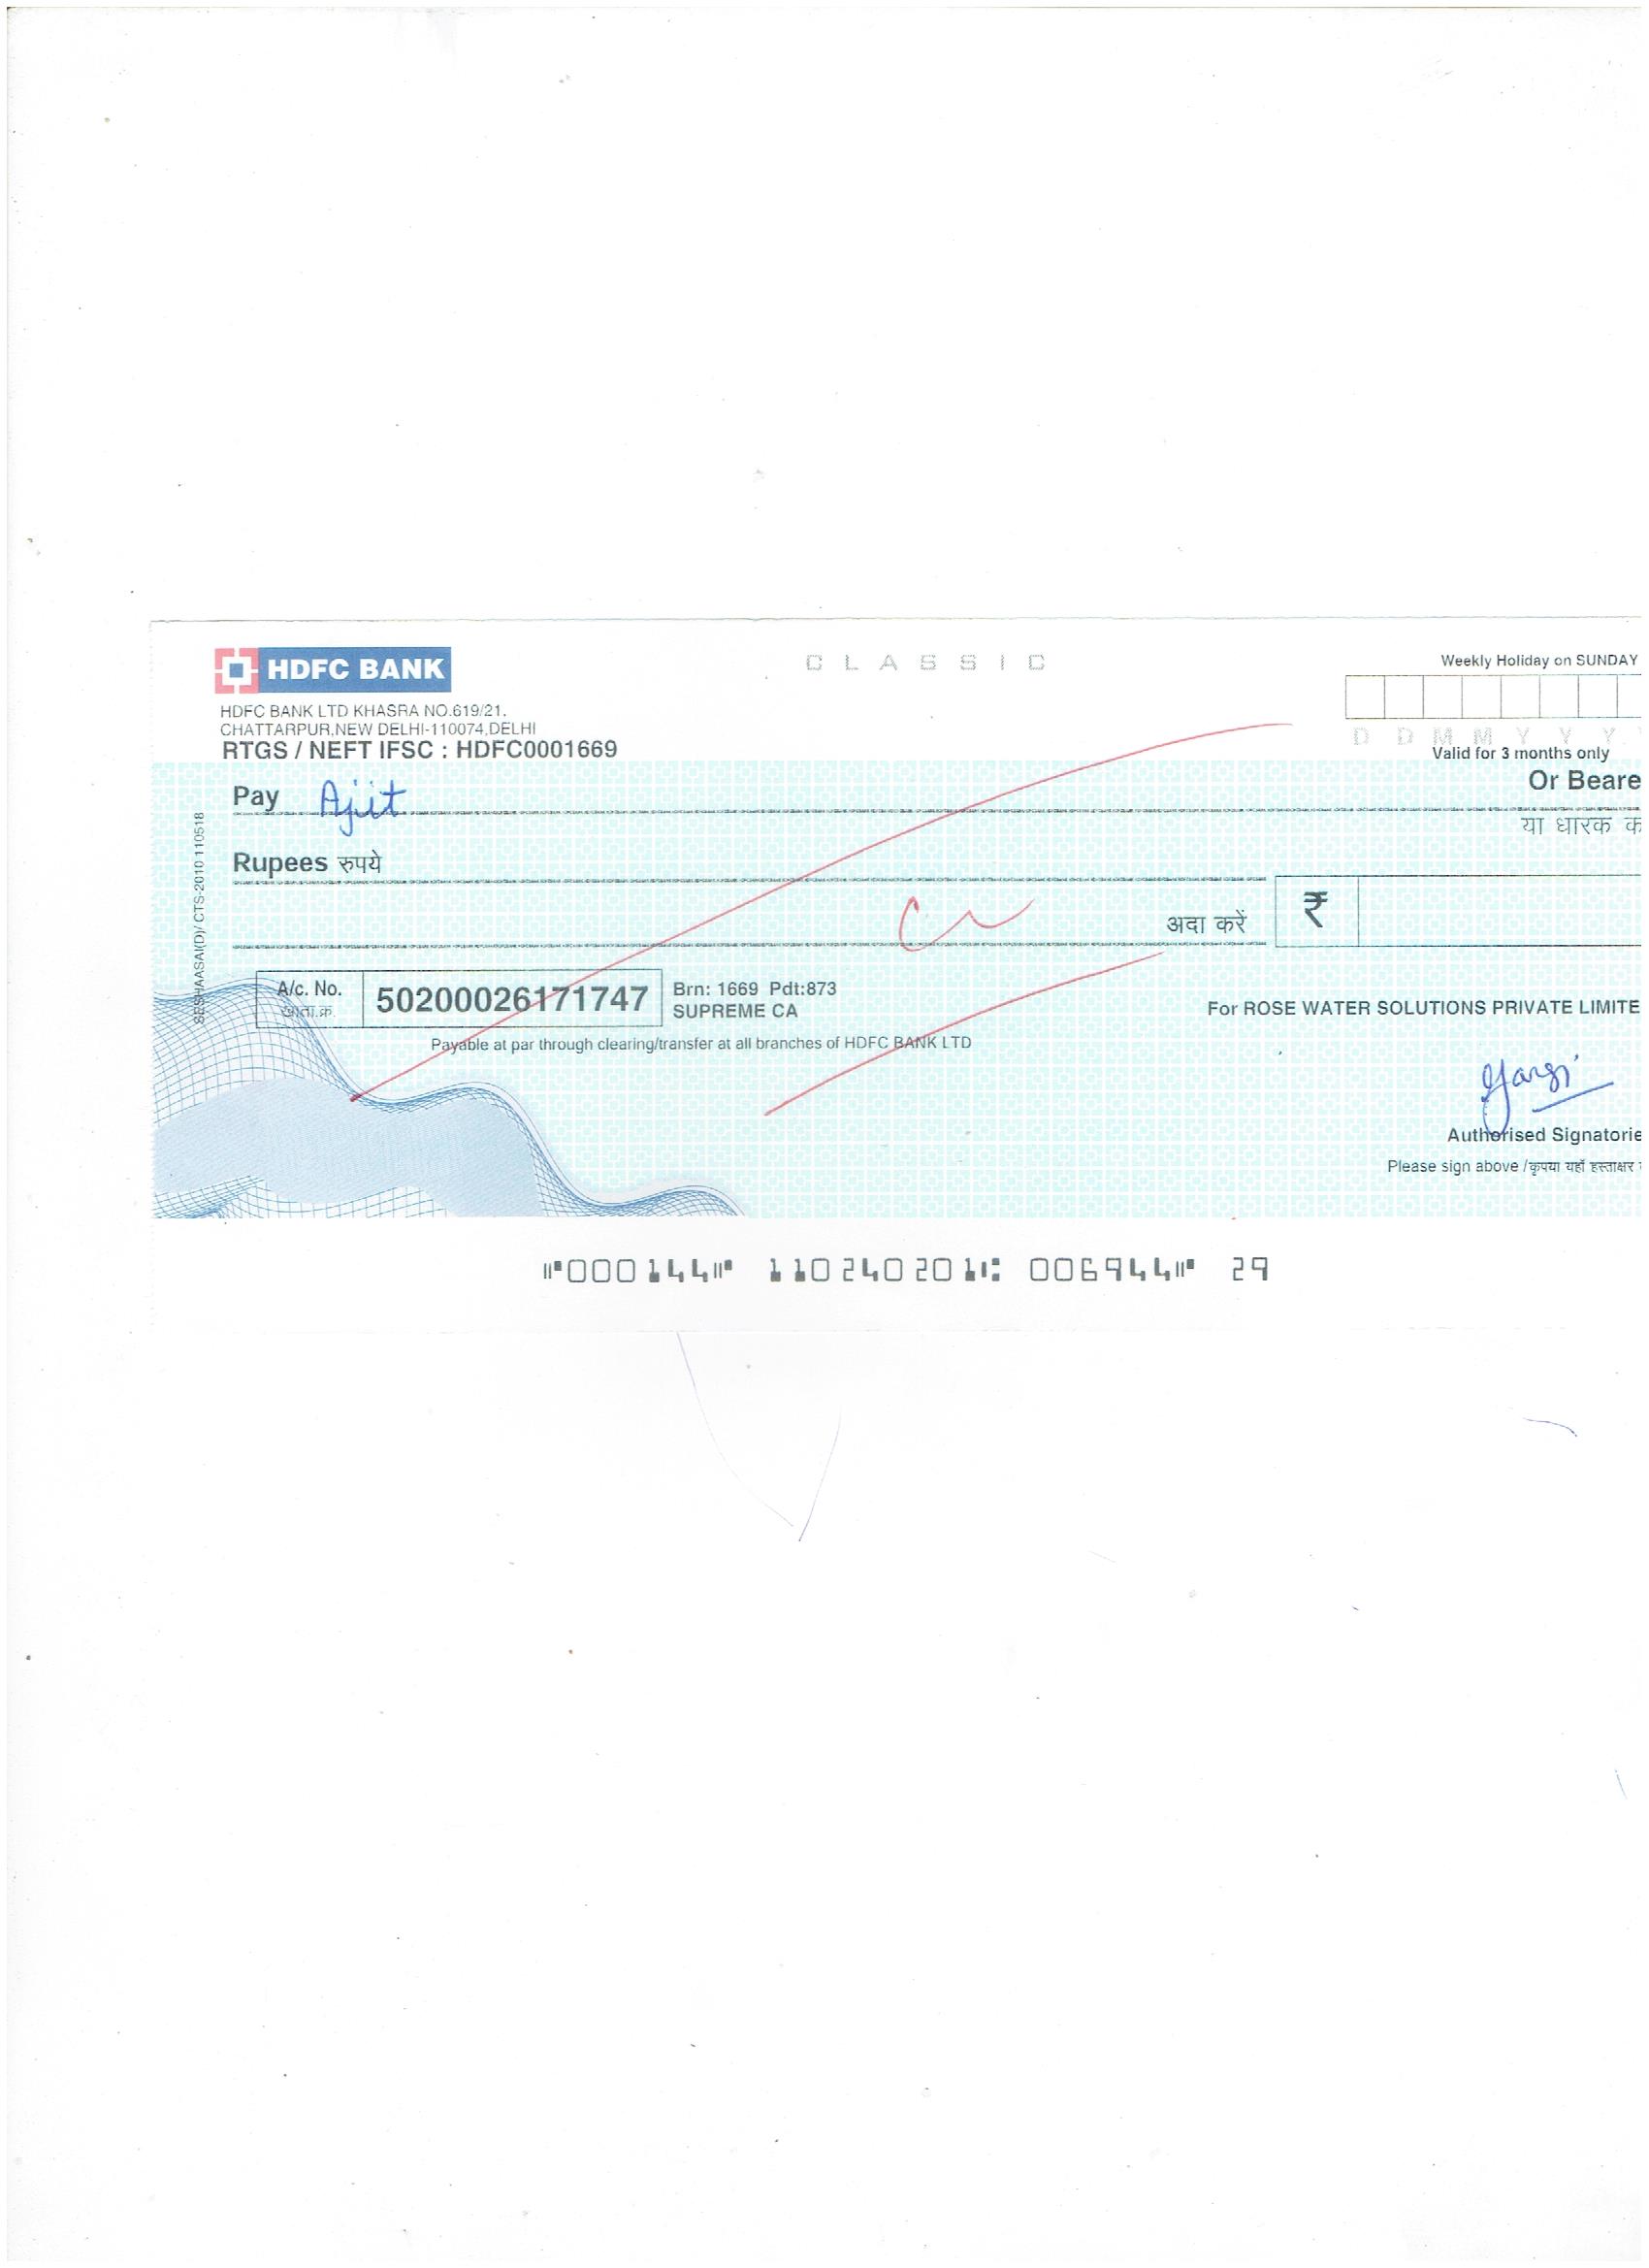 HDFC BANK
CLASSIC
Weekly Holiday on SUNDAY
HDFC BANK LTD KHASRA NO.619/21,
CHATTARPUR,NEW DELHI-110074,DELHI
RTGS / NEFT IFSC : HDFC0001669
D D M M Y Y Y
Valid for 3 months only
Pay Ajit
Or Beare
या धारक क
Rupees रुपये
अदा करें ₹
SESHAASAI(D)/ CTS-2010 110518
A/c. No. 50200026171747
खाता.क्र.
Brn: 1669 Pdt:873
SUPREME CA
For ROSE WATER SOLUTIONS PRIVATE LIMITE
Payable at par through clearing/transfer at all branches of HDFC BANK LTD
Gargi
Authorised Signatorie
Please sign above /कृपया यहाँ हस्ताक्षर
⑈000144⑈ 110240201⑆ 006944⑈ 29